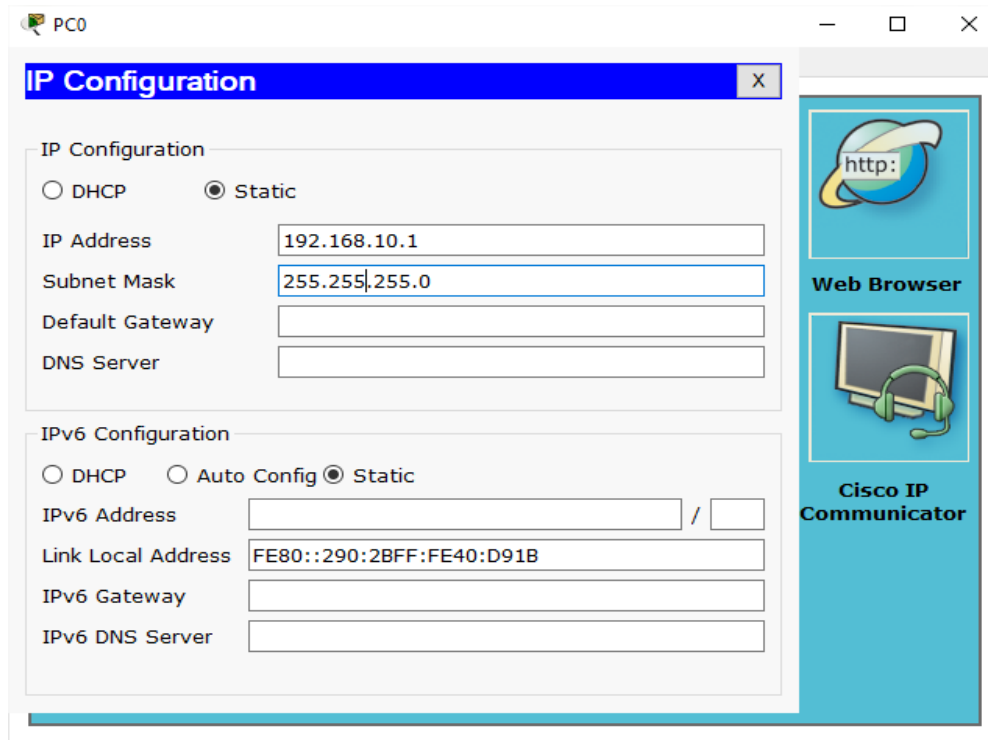 PC0
IP Configuration X
IP Configuration
DHCP Static
IP Address 192.168.10.1
Subnet Mask 255.255.255.0
Default Gateway
DNS Server
IPv6 Configuration
DHCP Auto Config Static
IPv6 Address /
Link Local Address FE80::290:2BFF:FE40:D91B
IPv6 Gateway
IPv6 DNS Server
http:
Web Browser
Cisco IP
Communicator